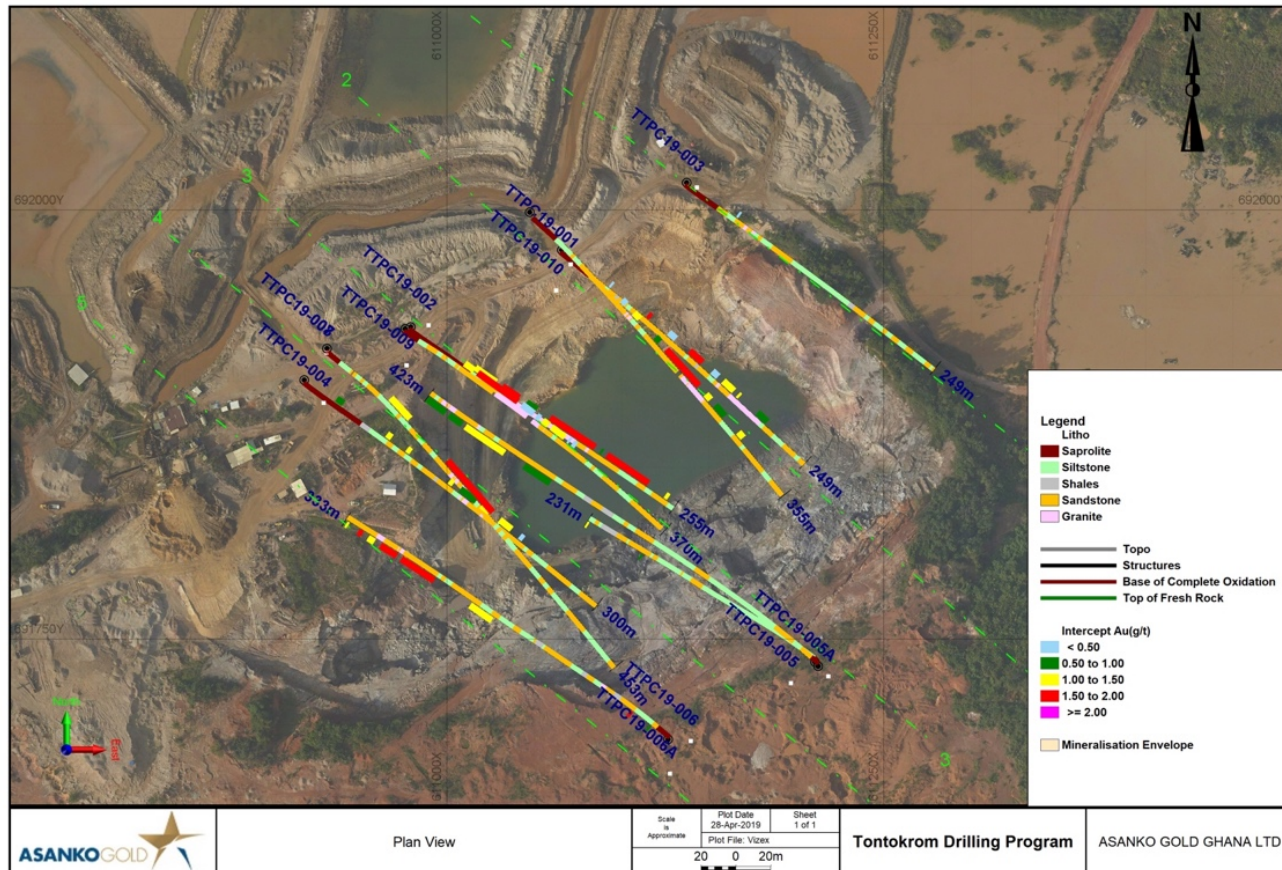 N
611000X
611250X
2
TTPC19-003
692000Y
692000Y
3
TTPC19-001
TTPC19-010
4
TTPC19-002
TTPC19-009
TTPC19-004
5
423m
249m
249m
355m
255m
231m
370m
333m
TTPC19-005A
TTPC19-005
300m
691750Y
453m
TTPC19-006
TTPC19-006A
North
East
611000X
611250X
3
Legend
Litho
Saprolite
Siltstone
Shales
Sandstone
Granite
Topo
Structures
Base of Complete Oxidation
Top of Fresh Rock
Intercept Au(g/t)
< 0.50
0.50 to 1.00
1.00 to 1.50
1.50 to 2.00
>= 2.00
Mineralisation Envelope
ASANKO GOLD
Plan View
Scale is Approximate
Plot Date
28-Apr-2019
Sheet
1 of 1
Plot File: Vizex
20 0 20m
Tontokrom Drilling Program
ASANKO GOLD GHANA LTD